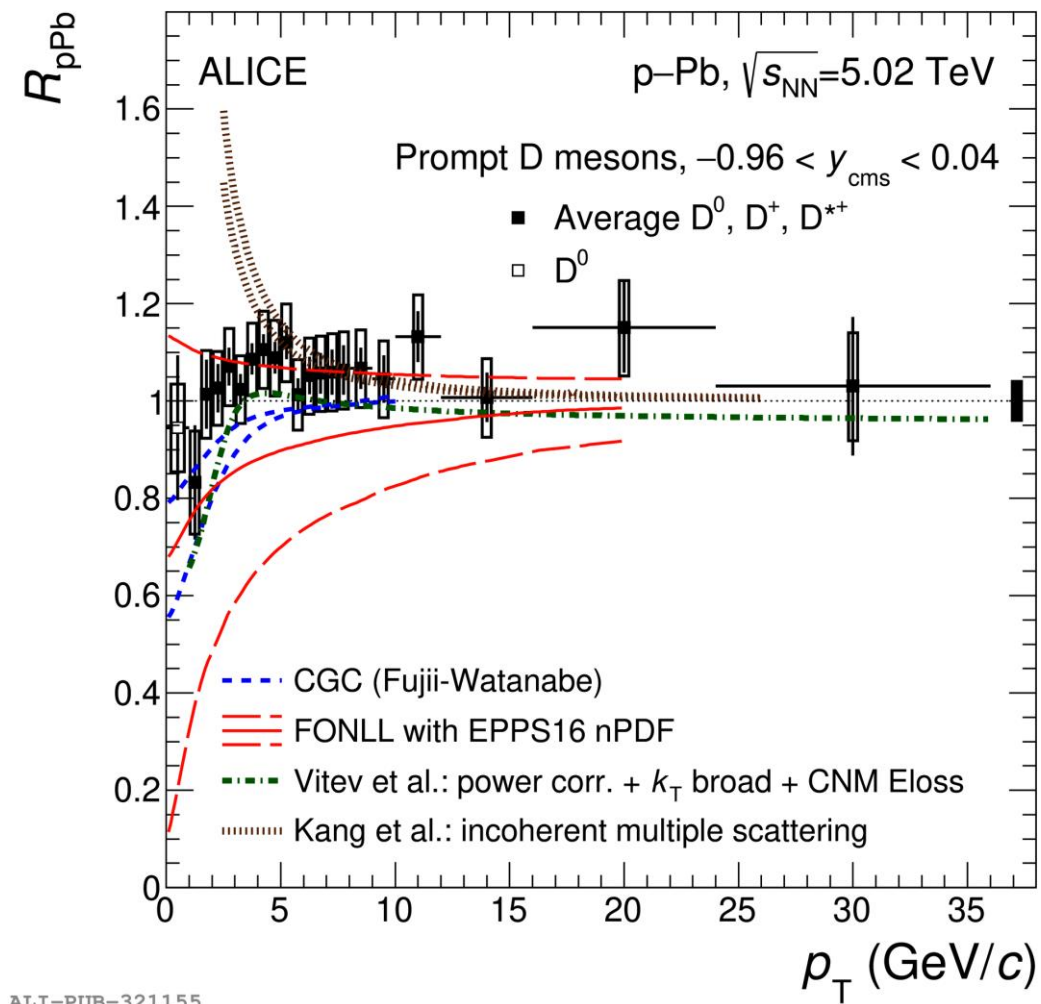 R_pPb
ALICE
p–Pb, √s_NN=5.02 TeV
Prompt D mesons, –0.96 < y_cms < 0.04
Average D⁰, D⁺, D*⁺
D⁰
1.6
1.4
1.2
1
0.8
0.6
0.4
0.2
0
CGC (Fujii-Watanabe)
FONLL with EPPS16 nPDF
Vitev et al.: power corr. + k_T broad + CNM Eloss
Kang et al.: incoherent multiple scattering
0 5 10 15 20 25 30 35
p_T (GeV/c)
ALI-PUB-321155